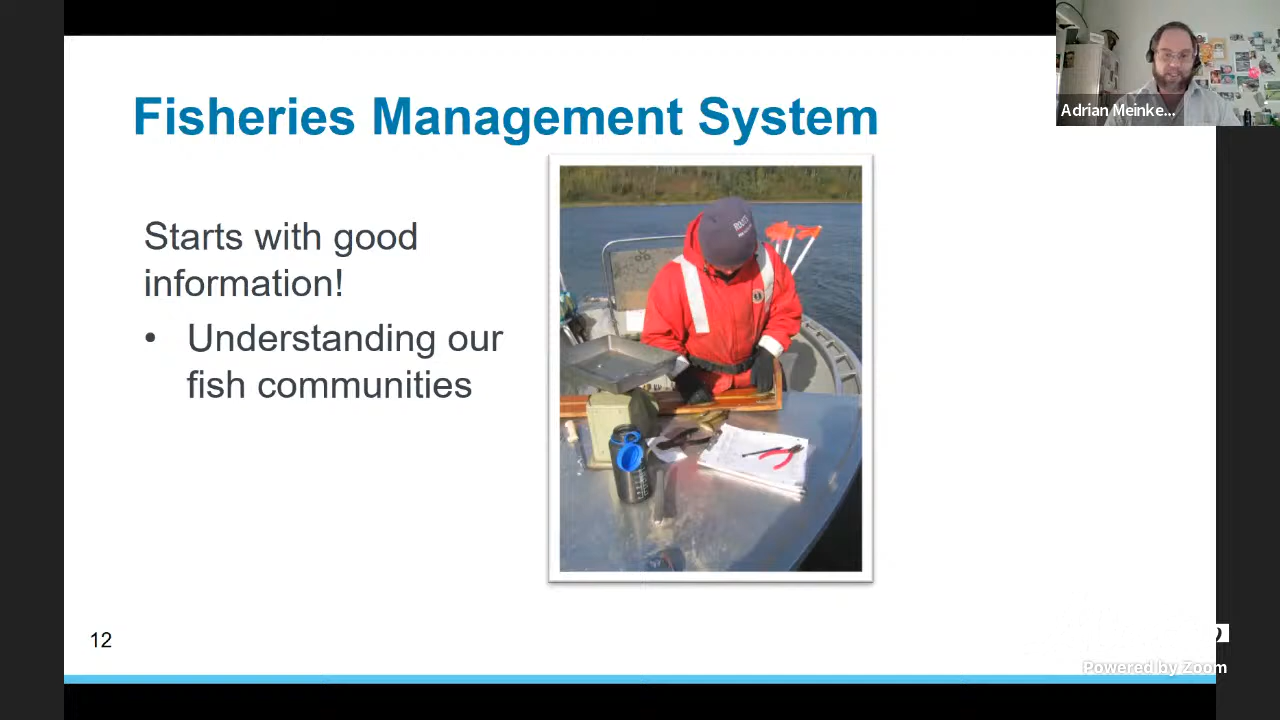 Adrian Meinke...
Fisheries Management System
Starts with good
information!
• Understanding our
fish communities
12
Powered by Zoom